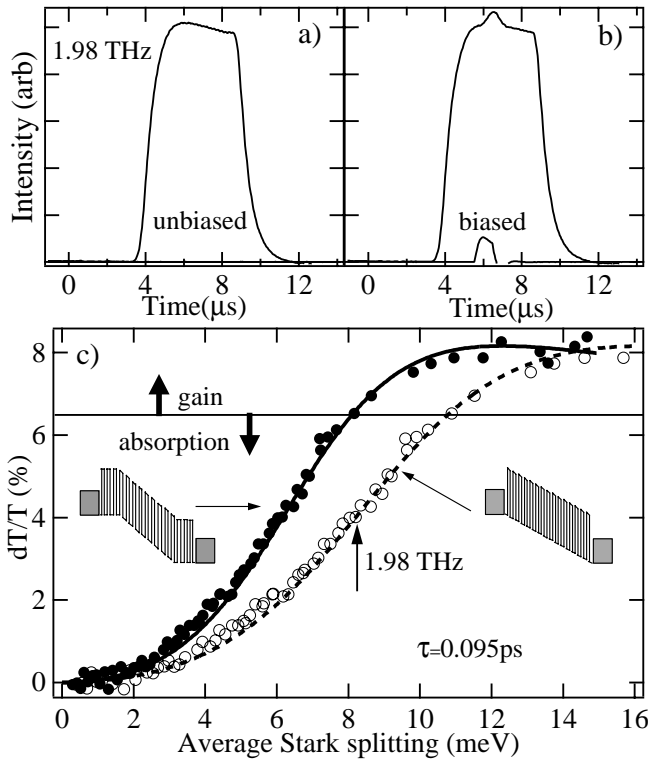 a) b)
1.98 THz
Intensity (arb)
unbiased biased
0 4 8 12 0 4 8 12
Time(μs) Time(μs)
c)
8
gain
6
absorption
dT/T (%)
4
1.98 THz
2
τ=0.095ps
0
0 2 4 6 8 10 12 14 16
Average Stark splitting (meV)